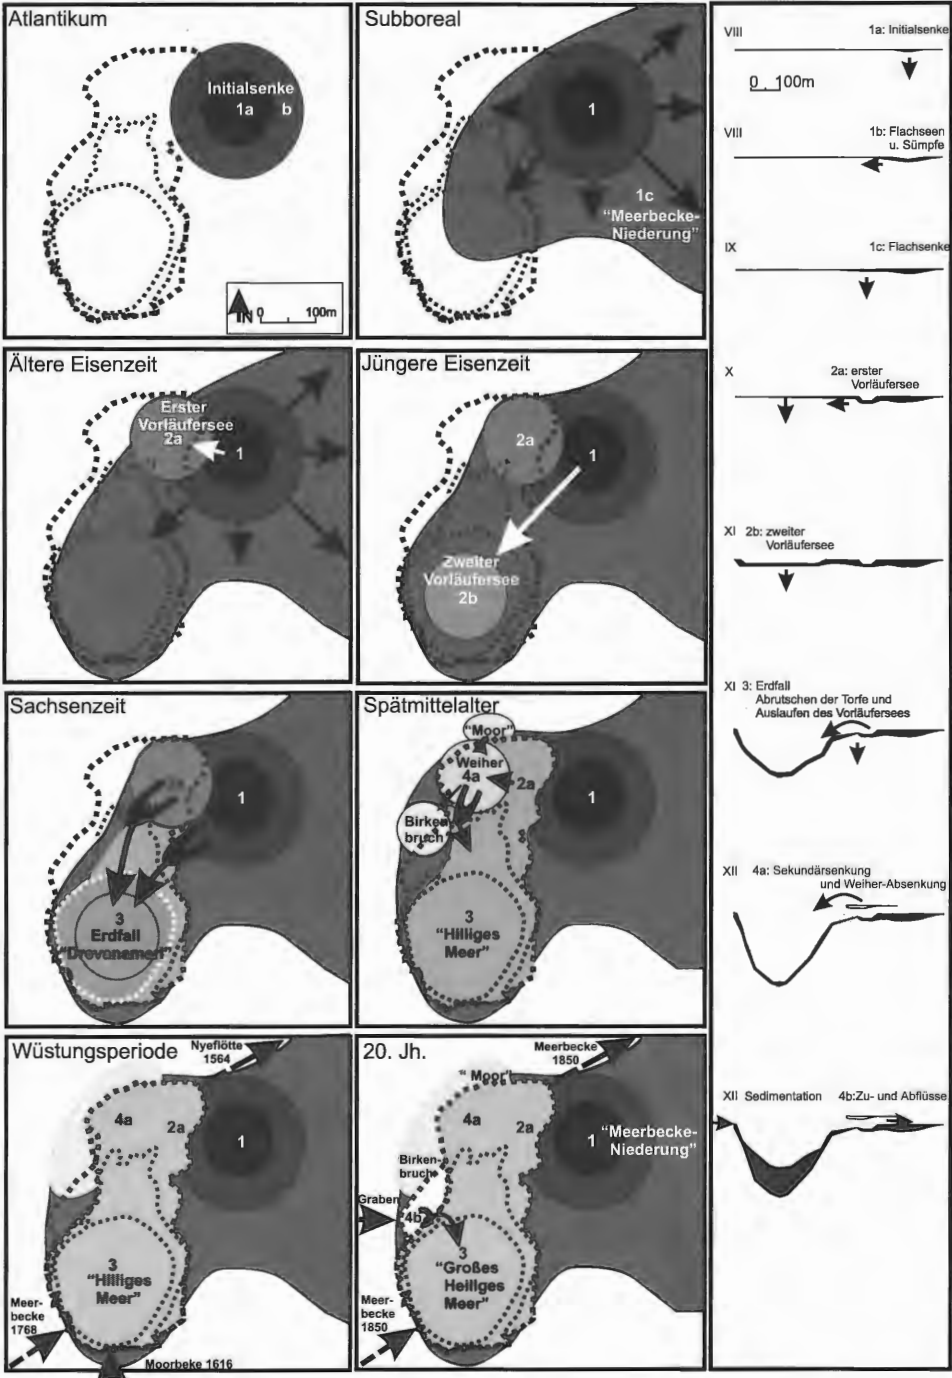 Atlantikum
Initialsenke
1a b
N 0 100m
Subboreal
1
1c
"Meerbecke-
Niederung"
Ältere Eisenzeit
Erster
Vorläufersee
2a
1
Jüngere Eisenzeit
2a
1
Zweiter
Vorläufersee
2b
Sachsenzeit
1
3
Erdfall
Spätmittelalter
"Moor"
Weiher
4a
2a
1
Birken
bruch
3
"Hilliges
Meer"
Wüstungsperiode
Nyeflötte
1564
4a
2a
1
3
"Hilliges
Meer"
Meer-
becke
1768
Moorbeke 1616
20. Jh.
Meerbecke
1850
"Moor"
4a
2a
1 "Meerbecke-
Niederung"
Birken-
bruch
Graben
4b
3
"Großes
Heiliges
Meer"
Meer-
becke
1850
VIII 1a: Initialsenke
0 100m
VIII 1b: Flachseen
u. Sümpfe
IX 1c: Flachsenke
X 2a: erster
Vorläufersee
XI 2b: zweiter
Vorläufersee
XI 3: Erdfall
Abrutschen der Torfe und
Auslaufen des Vorläufersees
XII 4a: Sekundärsenkung
und Weiher-Absenkung
XII Sedimentation 4b:Zu- und Abflüsse